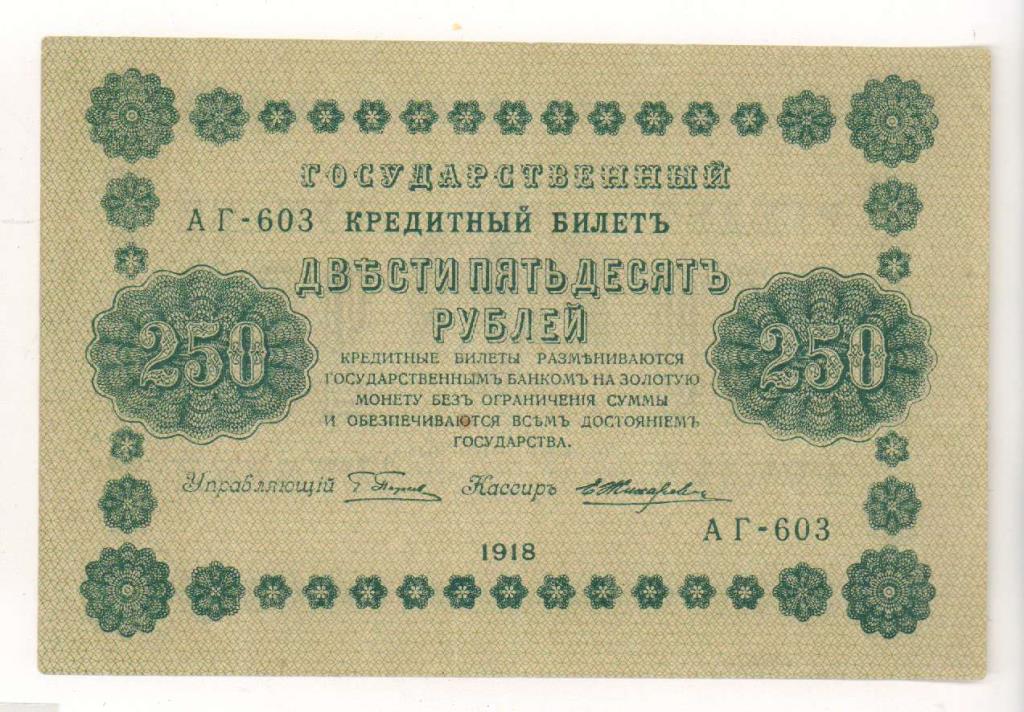 ГОСУДАРСТВЕННЫЙ
АГ-603 КРЕДИТНЫЙ БИЛЕТЪ
ДВѢСТИ ПЯТЬДЕСЯТЪ
РУБЛЕЙ
250
250
КРЕДИТНЫЕ БИЛЕТЫ РАЗМѢНИВАЮТСЯ
ГОСУДАРСТВЕННЫМЪ БАНКОМЪ НА ЗОЛОТУЮ
МОНЕТУ БЕЗЪ ОГРАНИЧЕНІЯ СУММЫ
И ОБЕЗПЕЧИВАЮТСЯ ВСѢМЪ ДОСТОЯНІЕМЪ
ГОСУДАРСТВА.
Управляющій Кассиръ
АГ-603
1918